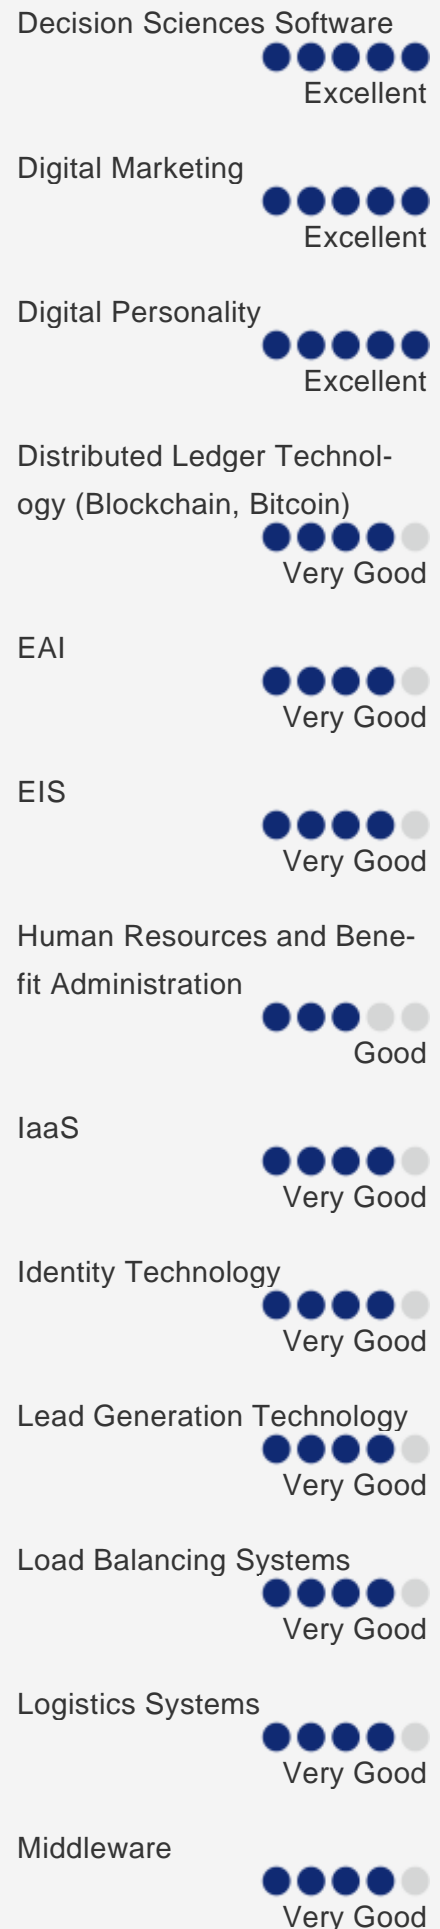 Decision Sciences Software
Excellent
Digital Marketing
Excellent
Digital Personality
Excellent
Distributed Ledger Technol-
ogy (Blockchain, Bitcoin)
Very Good
EAI
Very Good
EIS
Very Good
Human Resources and Bene-
fit Administration
Good
IaaS
Very Good
Identity Technology
Very Good
Lead Generation Technology
Very Good
Load Balancing Systems
Very Good
Logistics Systems
Very Good
Middleware
Very Good